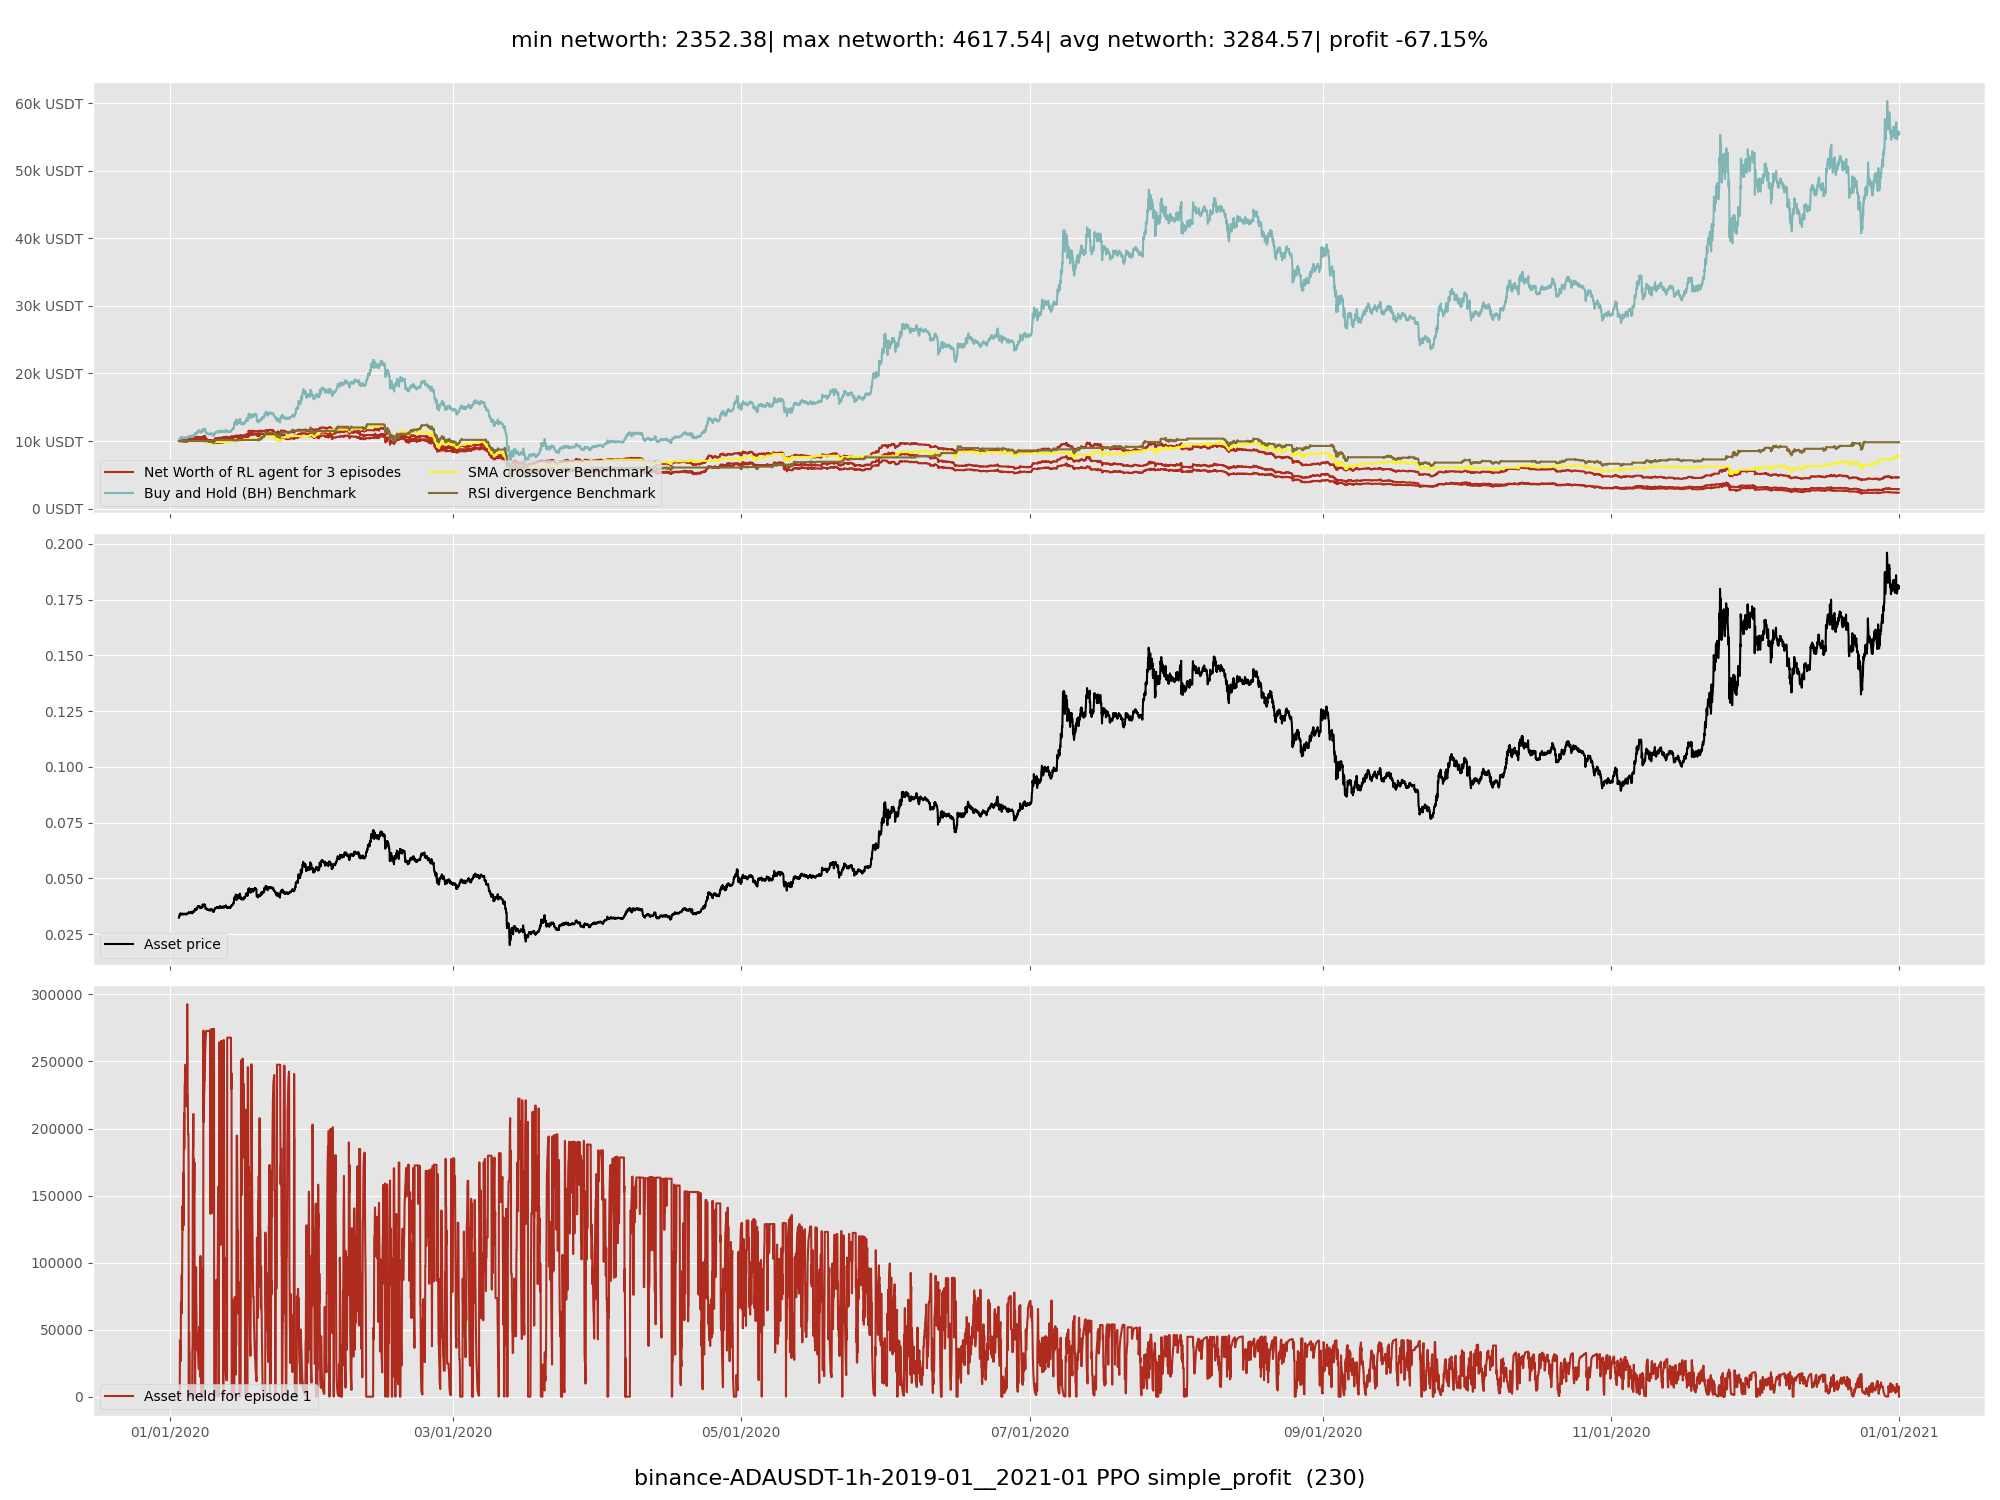 min networth: 2352.38| max networth: 4617.54| avg networth: 3284.57| profit -67.15%
60k USDT
50k USDT
40k USDT
30k USDT
20k USDT
10k USDT
0 USDT
Net Worth of RL agent for 3 episodes
Buy and Hold (BH) Benchmark
SMA crossover Benchmark
RSI divergence Benchmark
0.200
0.175
0.150
0.125
0.100
0.075
0.050
0.025
Asset price
300000
250000
200000
150000
100000
50000
0
Asset held for episode 1
01/01/2020
03/01/2020
05/01/2020
07/01/2020
09/01/2020
11/01/2020
01/01/2021
binance-ADAUSDT-1h-2019-01__2021-01 PPO simple_profit  (230)